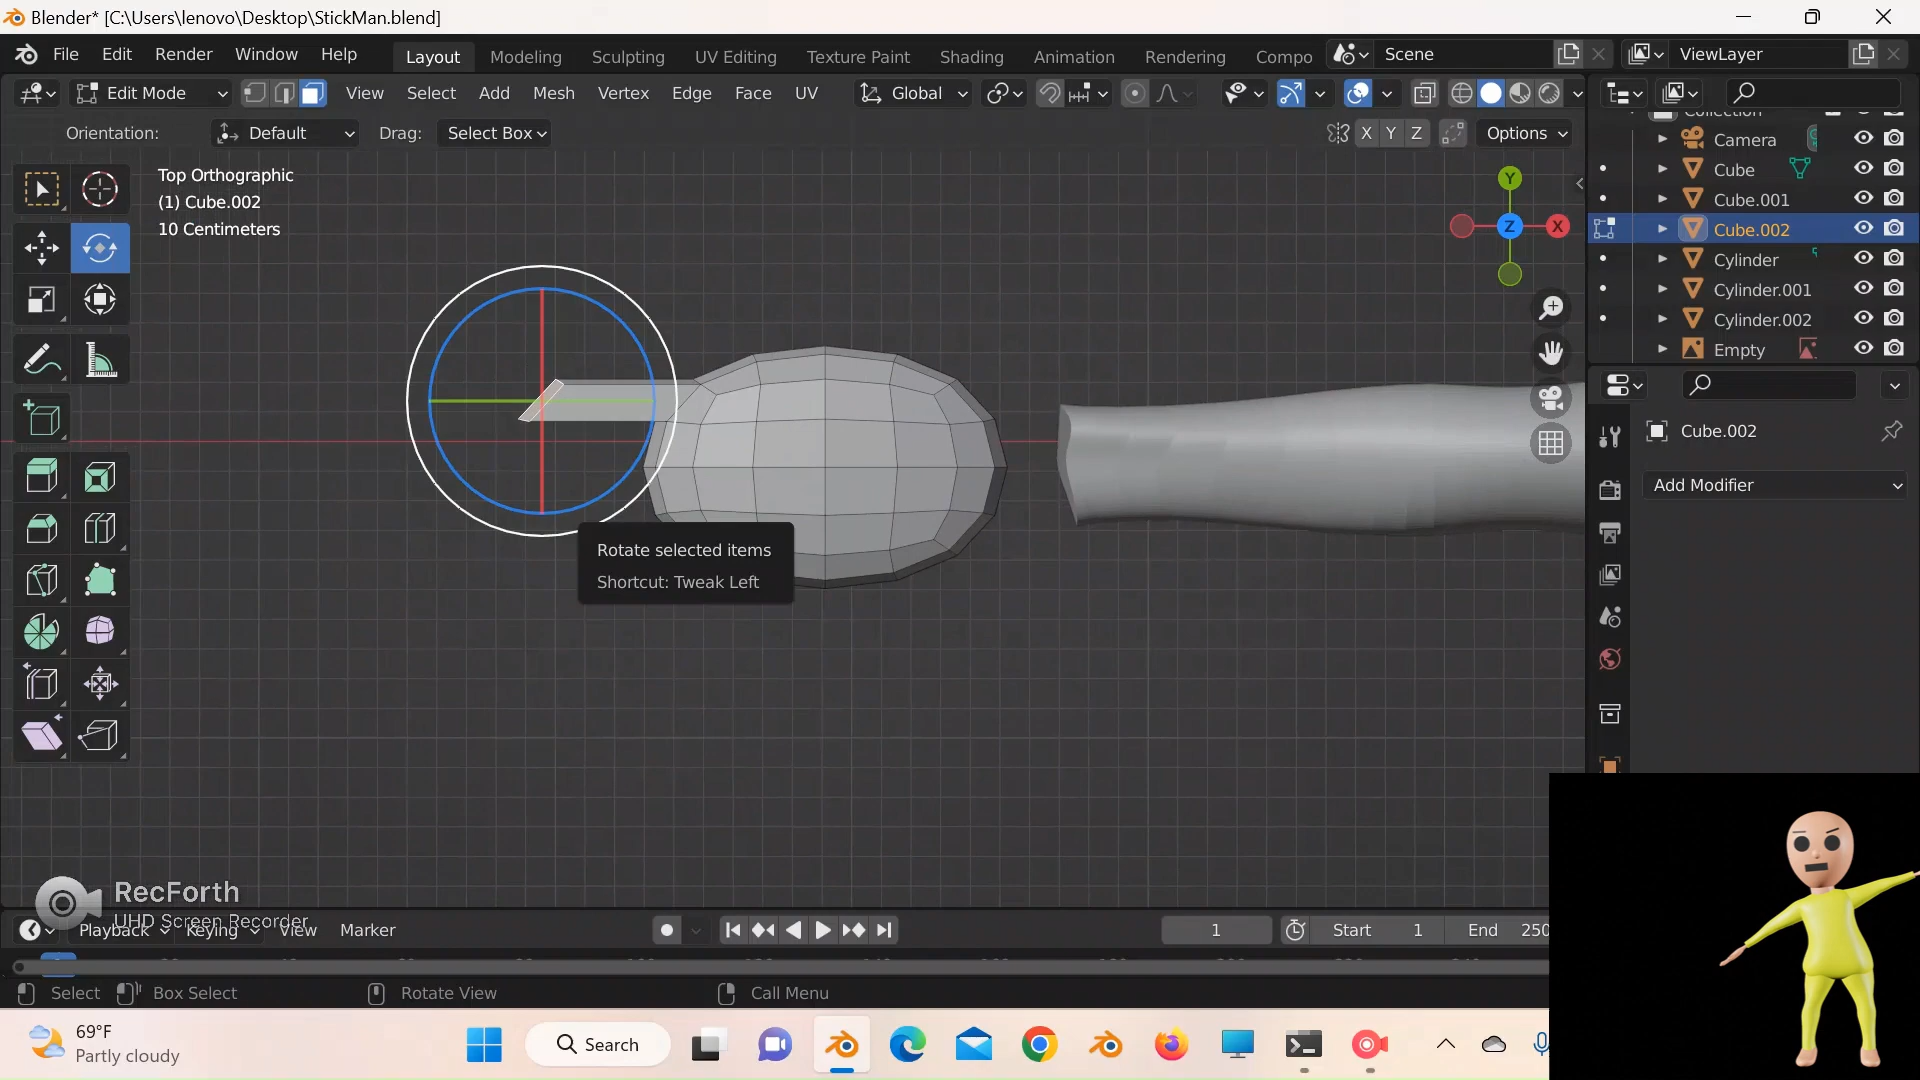 Blender* [C:\Users\lenovo\Desktop\StickMan.blend]
File Edit Render Window Help Layout Modeling Sculpting UV Editing Texture Paint Shading Animation Rendering Compo Scene ViewLayer
Edit Mode View Select Add Mesh Vertex Edge Face UV Global
Orientation: Default Drag: Select Box X Y Z Options
Top Orthographic
(1) Cube.002
10 Centimeters
Y
Z
X
Collection
Camera
Cube
Cube.001
Cube.002
Cylinder
Cylinder.001
Cylinder.002
Empty
Cube.002
Add Modifier
Rotate selected items
Shortcut: Tweak Left
RecForth
UHD Screen Recorder
Playback Keying View Marker 1 Start 1 End 250
Select Box Select Rotate View Call Menu
69°F
Partly cloudy
Search